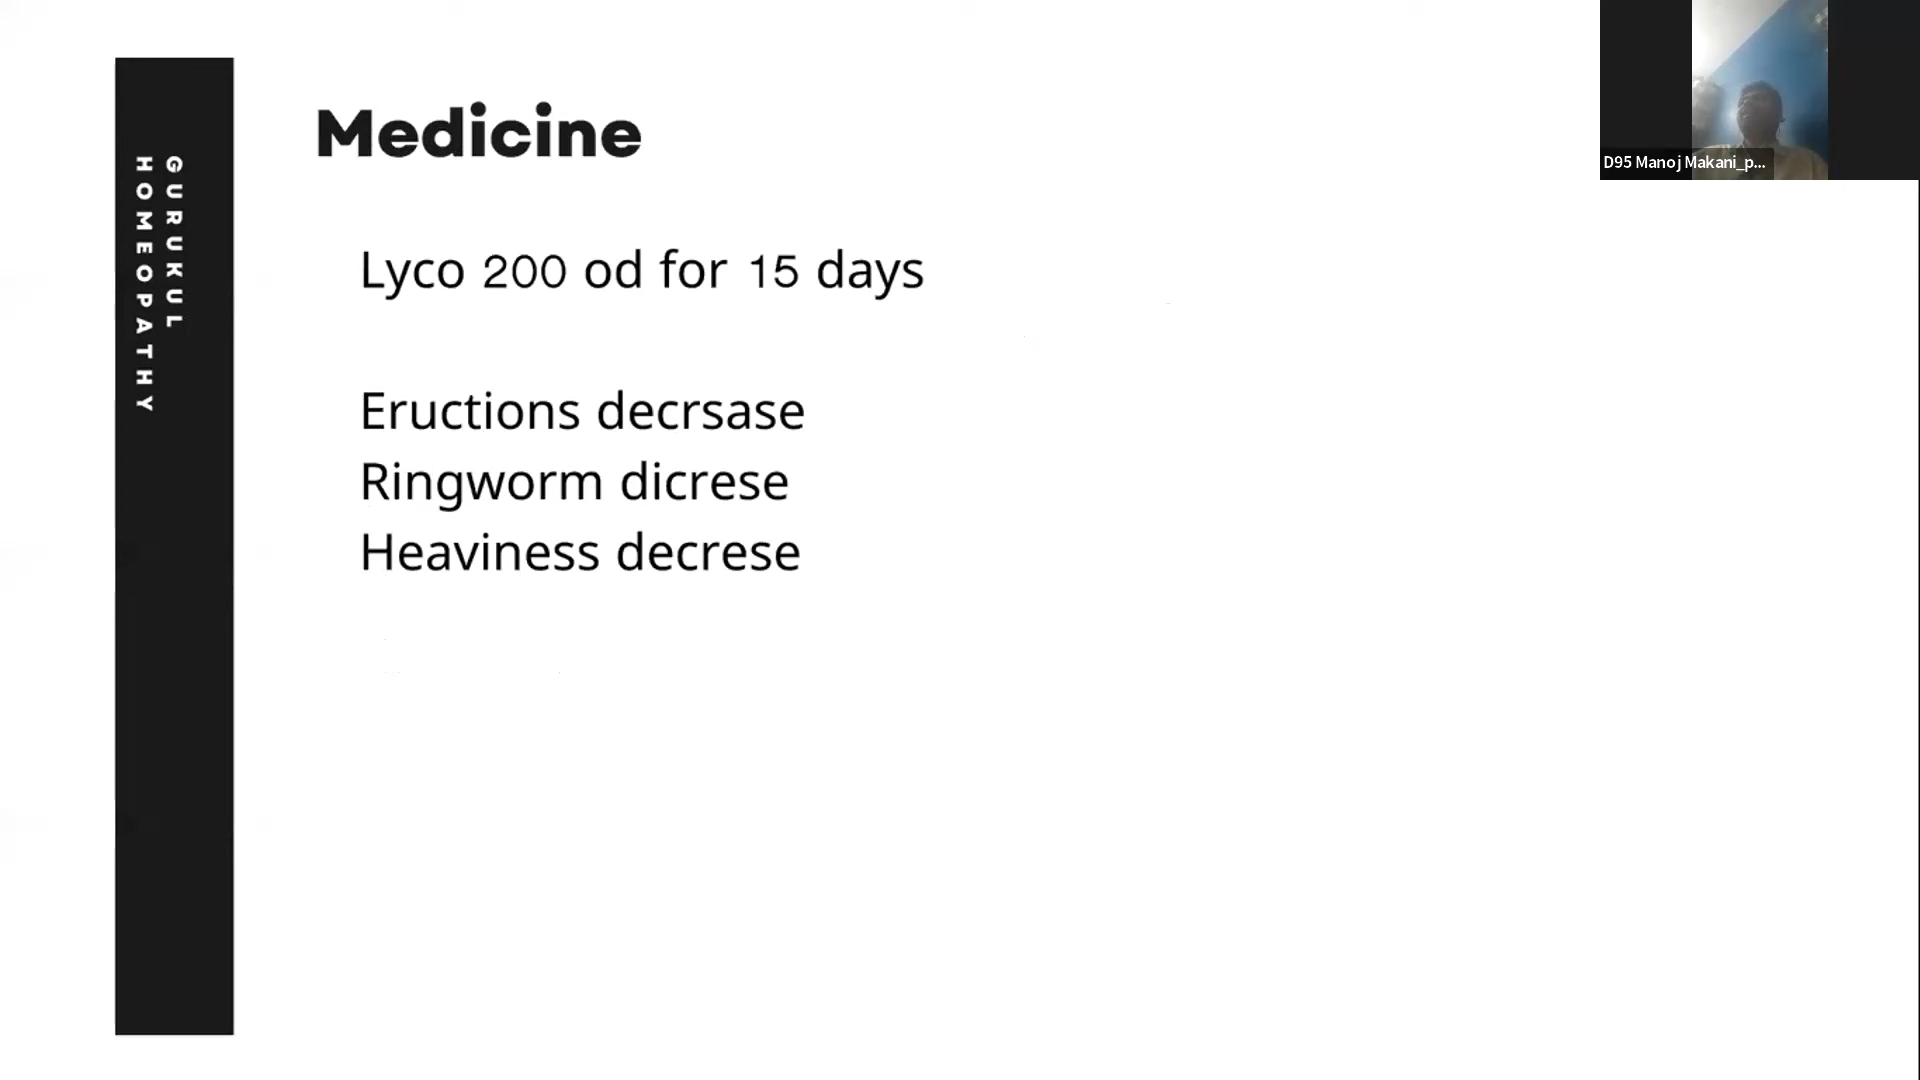 GURUKUL
HOMEOPATHY
Medicine
Lyco 200 od for 15 days
Eructions decrsase
Ringworm dicrese
Heaviness decrese
D95 Manoj Makani_p...